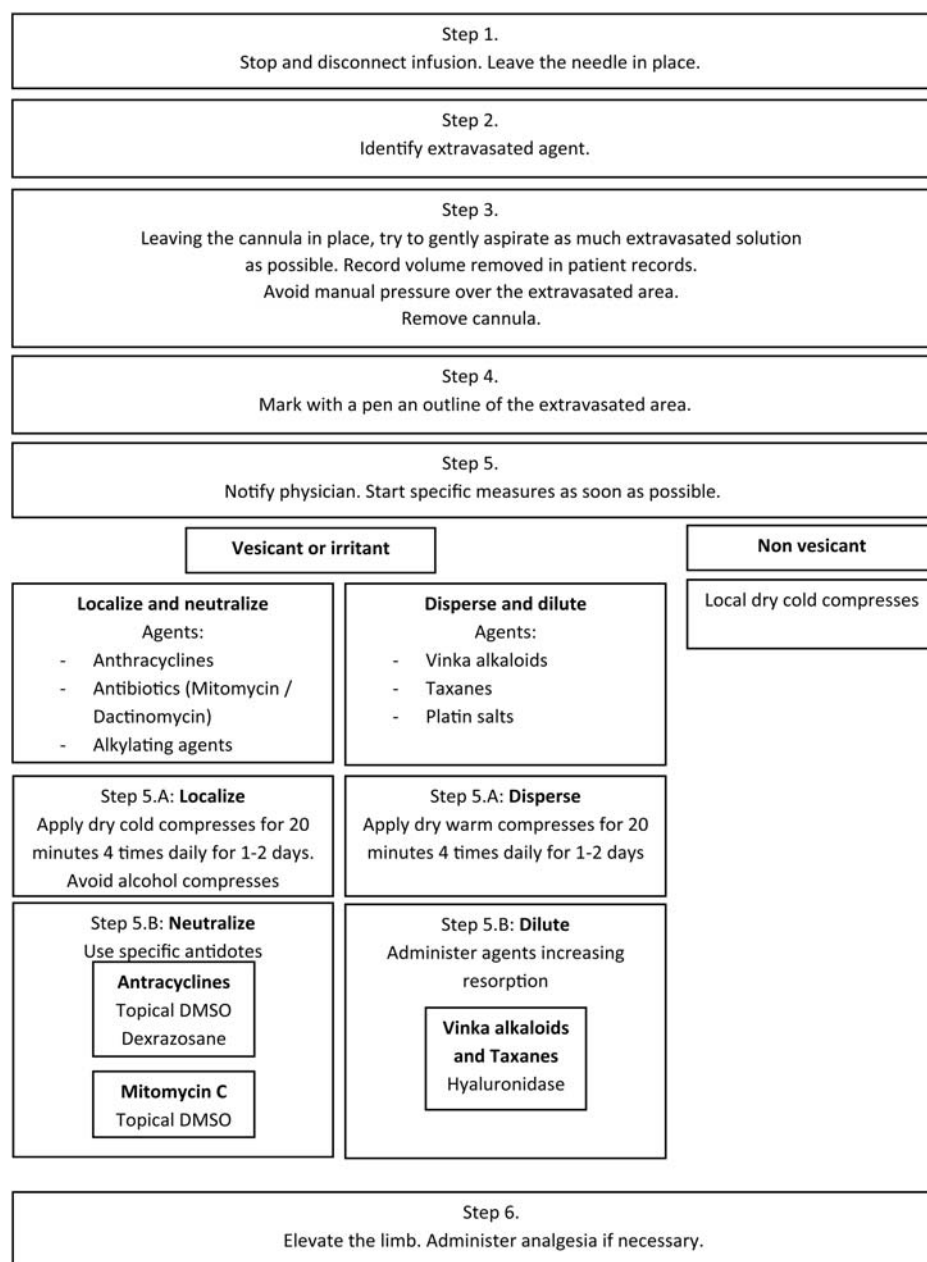 Step 1.
Stop and disconnect infusion. Leave the needle in place.
Step 2.
Identify extravasated agent.
Step 3.
Leaving the cannula in place, try to gently aspirate as much extravasated solution
as possible. Record volume removed in patient records.
Avoid manual pressure over the extravasated area.
Remove cannula.
Step 4.
Mark with a pen an outline of the extravasated area.
Step 5.
Notify physician. Start specific measures as soon as possible.
Vesicant or irritant
Localize and neutralize
Agents:
- Anthracyclines
- Antibiotics (Mitomycin /
Dactinomycin)
- Alkylating agents
Step 5.A: Localize
Apply dry cold compresses for 20
minutes 4 times daily for 1-2 days.
Avoid alcohol compresses
Step 5.B: Neutralize
Use specific antidotes
Antracyclines
Topical DMSO
Dexrazosane
Mitomycin C
Topical DMSO
Disperse and dilute
Agents:
- Vinka alkaloids
- Taxanes
- Platin salts
Step 5.A: Disperse
Apply dry warm compresses for 20
minutes 4 times daily for 1-2 days
Step 5.B: Dilute
Administer agents increasing
resorption
Vinka alkaloids
and Taxanes
Hyaluronidase
Non vesicant
Local dry cold compresses
Step 6.
Elevate the limb. Administer analgesia if necessary.